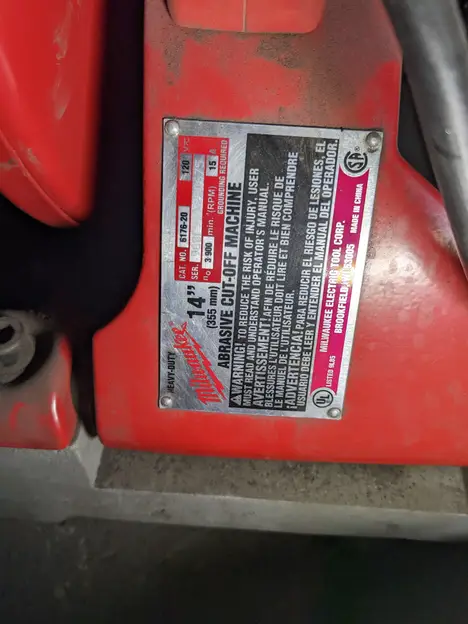 HEAVY-DUTY
Milwaukee
14"
(355 mm)
ABRASIVE CUT-OFF MACHINE
CAT. NO. 6176-20 120 V
SER.
n₀ 3 900 min.⁻¹(RPM) 15 A
GROUNDING REQUIRED
⚠WARNING TO REDUCE THE RISK OF INJURY, USER
MUST READ AND UNDERSTAND OPERATOR'S MANUAL.
AVERTISSEMENT AFIN DE REDUIRE LE RISQUE DE
BLESSURES L'UTILISATEUR DOIT LIRE ET BIEN COMPRENDRE
LE MANUEL DE L'UTILISATEUR.
¡ADVERTENCIA! PARA REDUCIR EL RIESGO DE LESIONES, EL
USUARIO DEBE LEER Y ENTENDER EL MANUAL DEL OPERADOR.
UL
LISTED 9L86
MILWAUKEE ELECTRIC TOOL CORP.
BROOKFIELD, WI 53005
MADE IN CHINA
SA